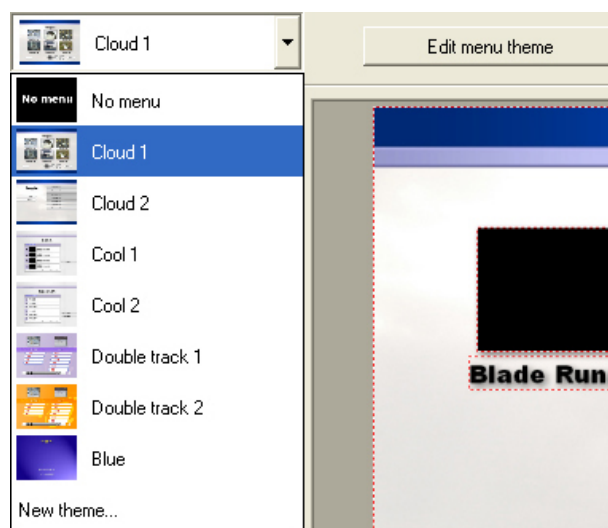 Cloud 1
Edit menu theme
No menu
No menu
Cloud 1
Cloud 2
Cool 1
Cool 2
Double track 1
Double track 2
Blue
New theme...
Blade Run